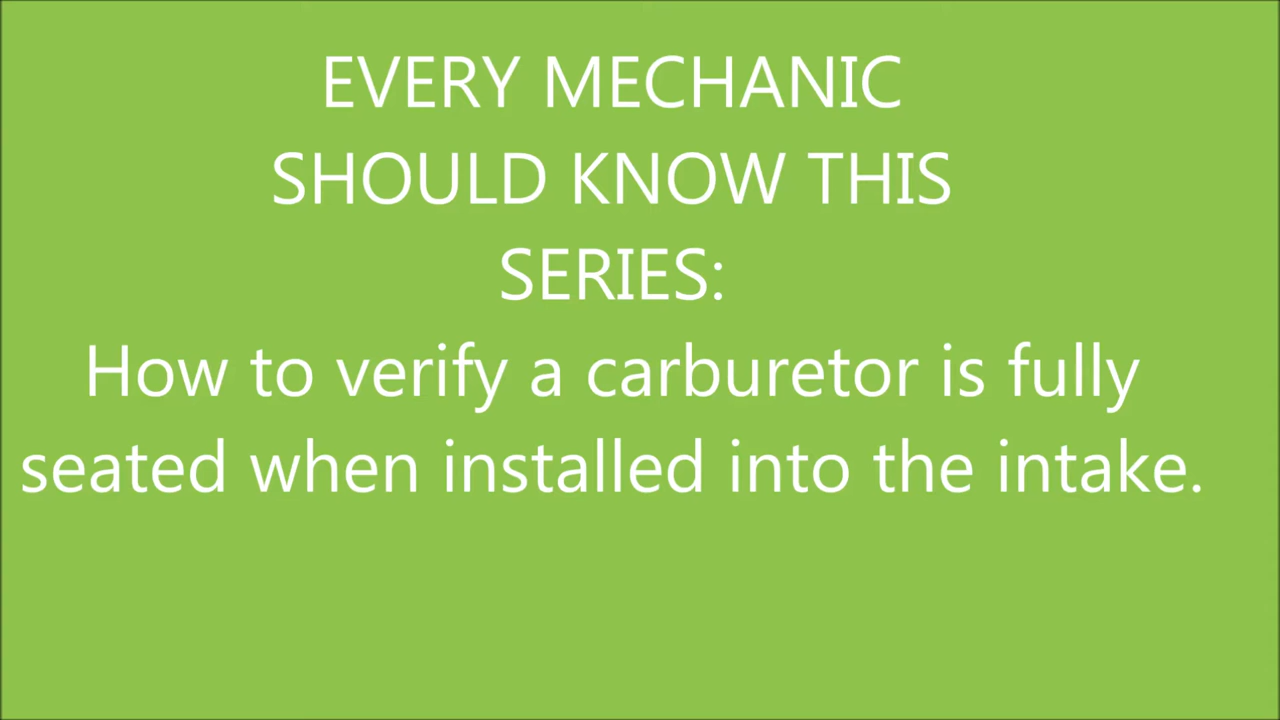 EVERY MECHANIC
SHOULD KNOW THIS
SERIES:
How to verify a carburetor is fully
seated when installed into the intake.